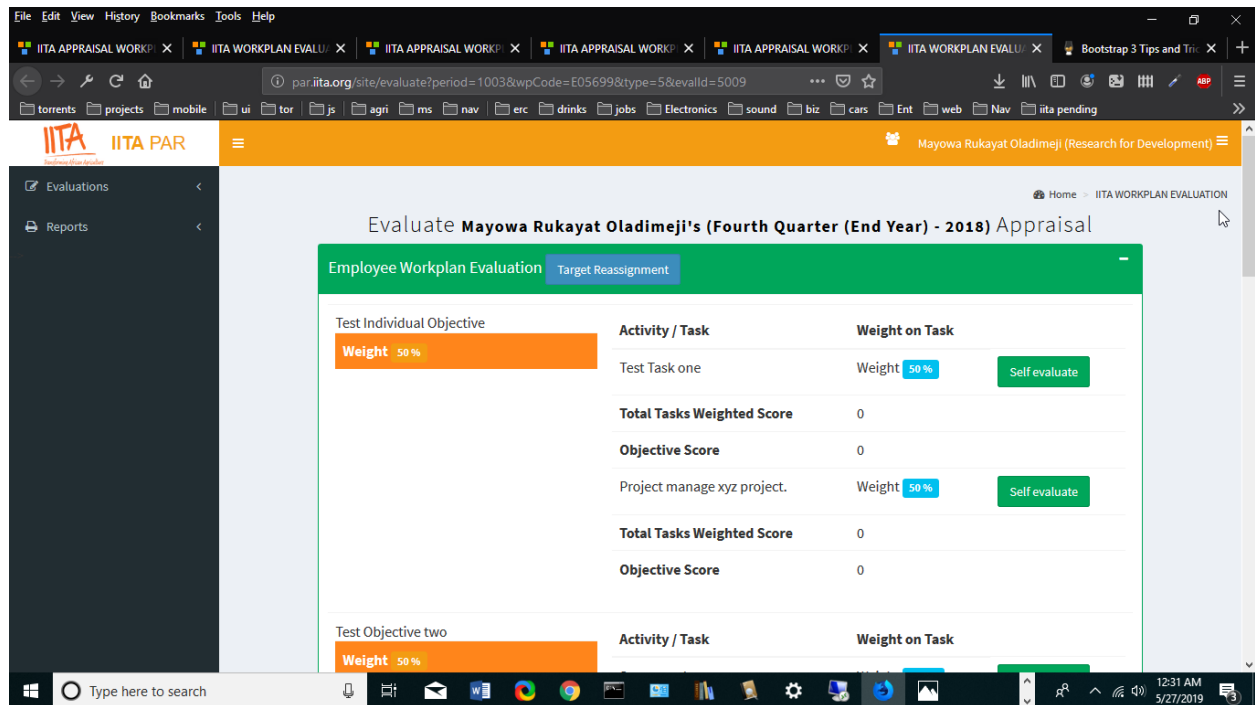 File Edit View History Bookmarks Tools Help
IITA APPRAISAL WORKP IITA WORKPLAN EVALU IITA APPRAISAL WORKP IITA APPRAISAL WORKP IITA APPRAISAL WORKP IITA WORKPLAN EVALU Bootstrap 3 Tips and Tric
par.iita.org/site/evaluate?period=1003&wpCode=E05699&type=5&evalId=5009
ABP
torrents projects mobile ui tor js agri ms nav erc drinks jobs Electronics sound biz cars Ent web Nav iita pending
IITA
Transforming African Agriculture
IITA PAR
Mayowa Rukayat Oladimeji (Research for Development)
Evaluations
Reports
Home > IITA WORKPLAN EVALUATION
Evaluate Mayowa Rukayat Oladimeji's (Fourth Quarter (End Year) - 2018) Appraisal
Employee Workplan Evaluation Target Reassignment
Test Individual Objective
Weight 50 %
Activity / Task Weight on Task
Test Task one Weight 50 % Self evaluate
Total Tasks Weighted Score 0
Objective Score 0
Project manage xyz project. Weight 50 % Self evaluate
Total Tasks Weighted Score 0
Objective Score 0
Test Objective two
Weight 50 %
Activity / Task Weight on Task
Type here to search
12:31 AM
5/27/2019
3